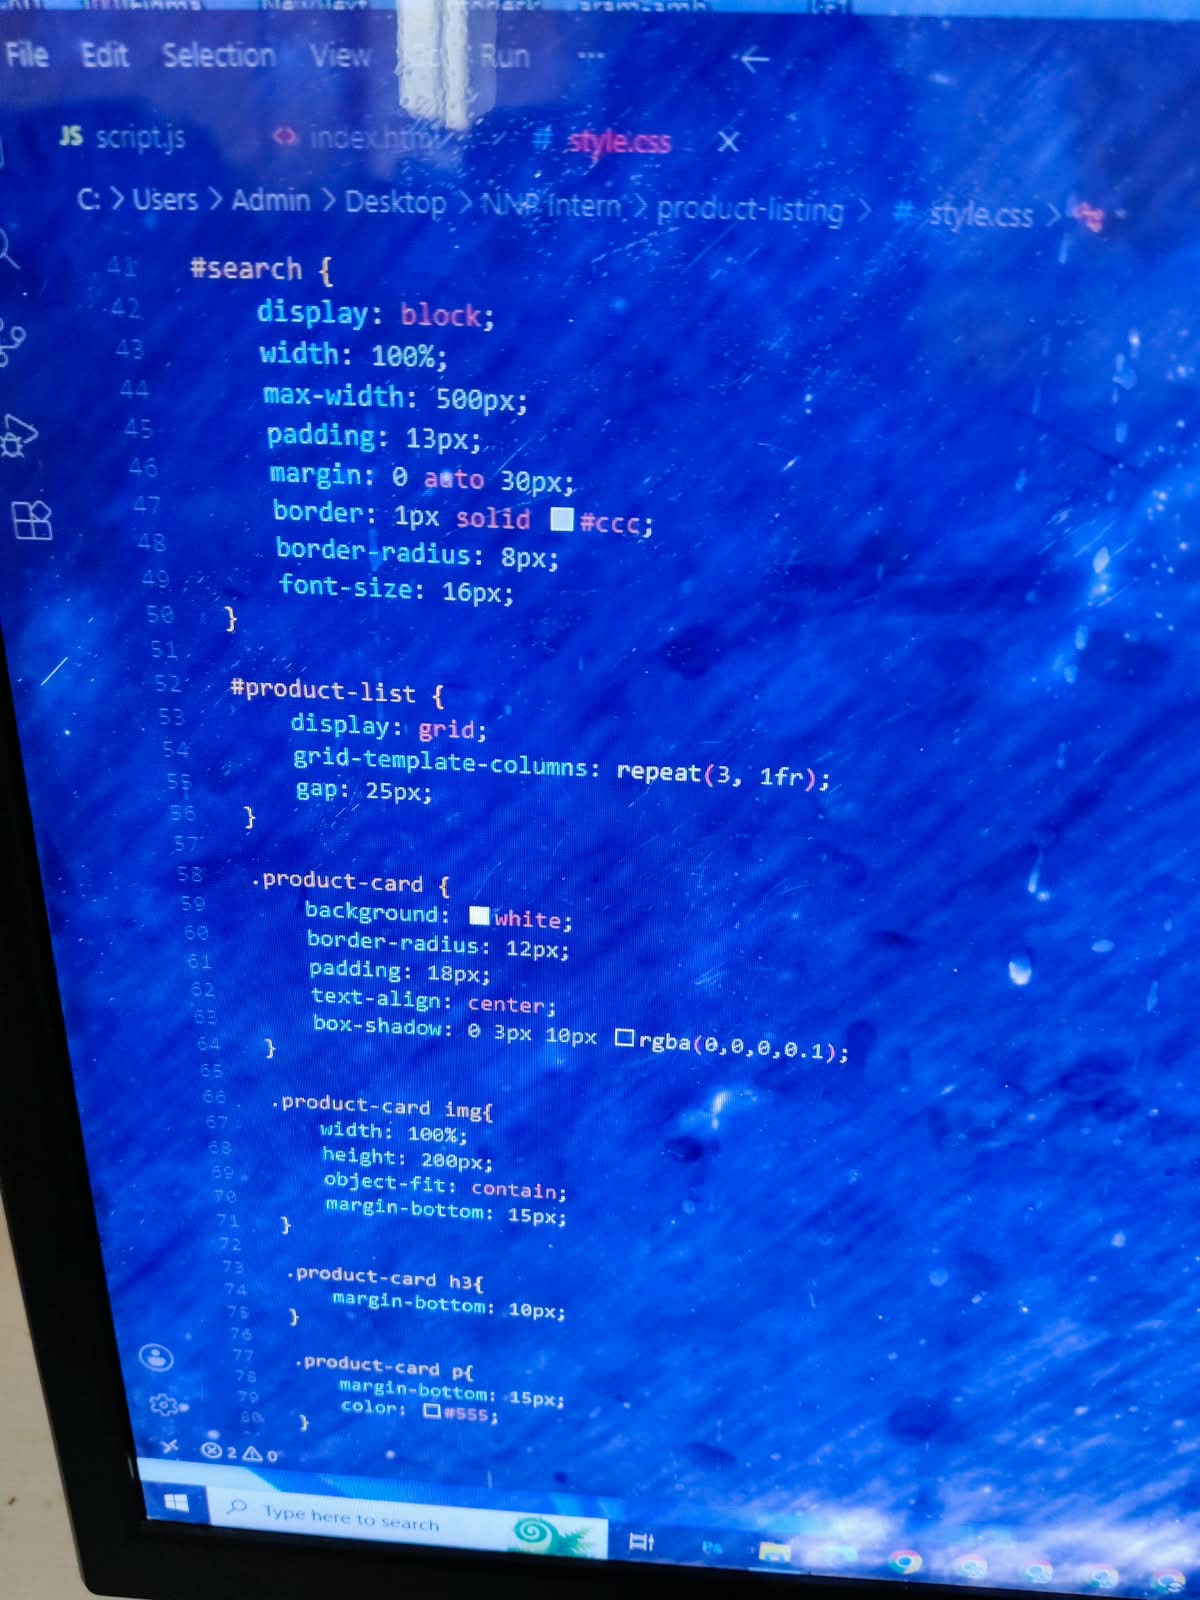 File Edit Selection View Run ...
JS script.js <> index.html # style.css 2 X
C: > Users > Admin > Desktop > NNP Intern > product-listing > # style.css >
41 #search {
42 display: block;
43 width: 100%;
44 max-width: 500px;
45 padding: 13px;
46 margin: 0 auto 30px;
47 border: 1px solid #ccc;
48 border-radius: 8px;
49 font-size: 16px;
50 }
51
52 #product-list {
53 display: grid;
54 grid-template-columns: repeat(3, 1fr);
55 gap: 25px;
56 }
57
58 .product-card {
59 background: white;
60 border-radius: 12px;
61 padding: 18px;
62 text-align: center;
63 box-shadow: 0 3px 10px rgba(0,0,0,0.1);
64 }
65
66 .product-card img{
67 width: 100%;
68 height: 200px;
69 object-fit: contain;
70 margin-bottom: 15px;
71 }
72
73 .product-card h3{
74 margin-bottom: 10px;
75 }
76
77 .product-card p{
78 margin-bottom: 15px;
79 color: #555;
80 }
2 0
Type here to search